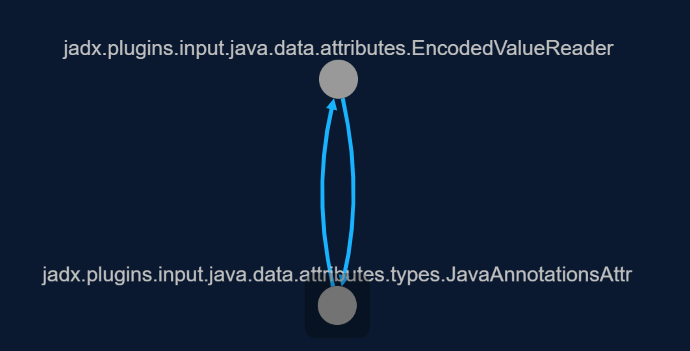 jadx.plugins.input.java.data.attributes.EncodedValueReader
jadx.plugins.input.java.data.attributes.types.JavaAnnotationsAttr